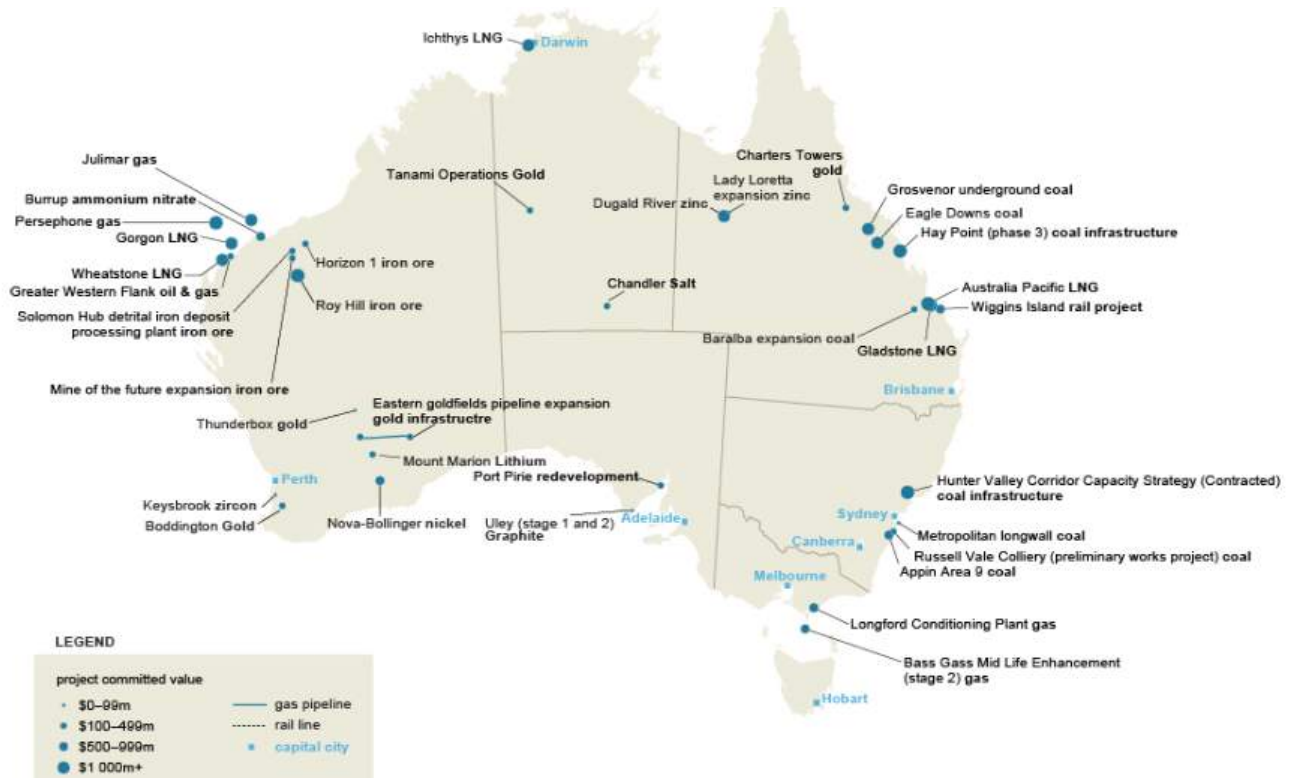 Ichthys LNG
Darwin
Julimar gas
Burrup ammonium nitrate
Persephone gas
Gorgon LNG
Wheatstone LNG
Greater Western Flank oil & gas
Solomon Hub detrital iron deposit
processing plant iron ore
Mine of the future expansion iron ore
Horizon 1 iron ore
Roy Hill iron ore
Tanami Operations Gold
Chandler Salt
Dugald River zinc
Lady Loretta
expansion zinc
Charters Towers
gold
Grosvenor underground coal
Eagle Downs coal
Hay Point (phase 3) coal infrastructure
Australia Pacific LNG
Wiggins Island rail project
Baralba expansion coal
Gladstone LNG
Brisbane
Thunderbox gold
Eastern goldfields pipeline expansion
gold infrastructre
Mount Marion Lithium
Port Pirie redevelopment
Perth
Keysbrook zircon
Boddington Gold
Nova-Bollinger nickel
Uley (stage 1 and 2)
Graphite
Adelaide
Hunter Valley Corridor Capacity Strategy (Contracted)
coal infrastructure
Sydney
Metropolitan longwall coal
Canberra
Russell Vale Colliery (preliminary works project) coal
Appin Area 9 coal
Melbourne
Longford Conditioning Plant gas
Bass Gass Mid Life Enhancement
(stage 2) gas
Hobart
LEGEND
project committed value
$0–99m
$100–499m
$500–999m
$1 000m+
gas pipeline
rail line
capital city